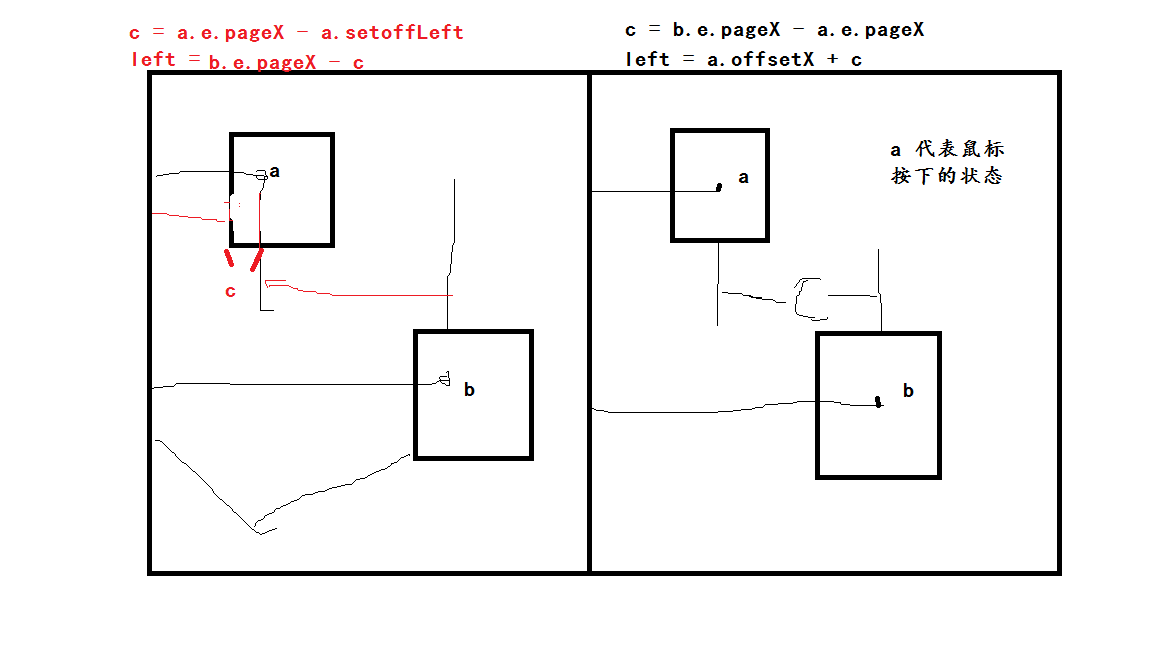 c = a.e.pageX - a.setoffLeft
left = b.e.pageX - c
c = b.e.pageX - a.e.pageX
left = a.offsetX + c
a
c
b
a
a 代表鼠标
按下的状态
C
b